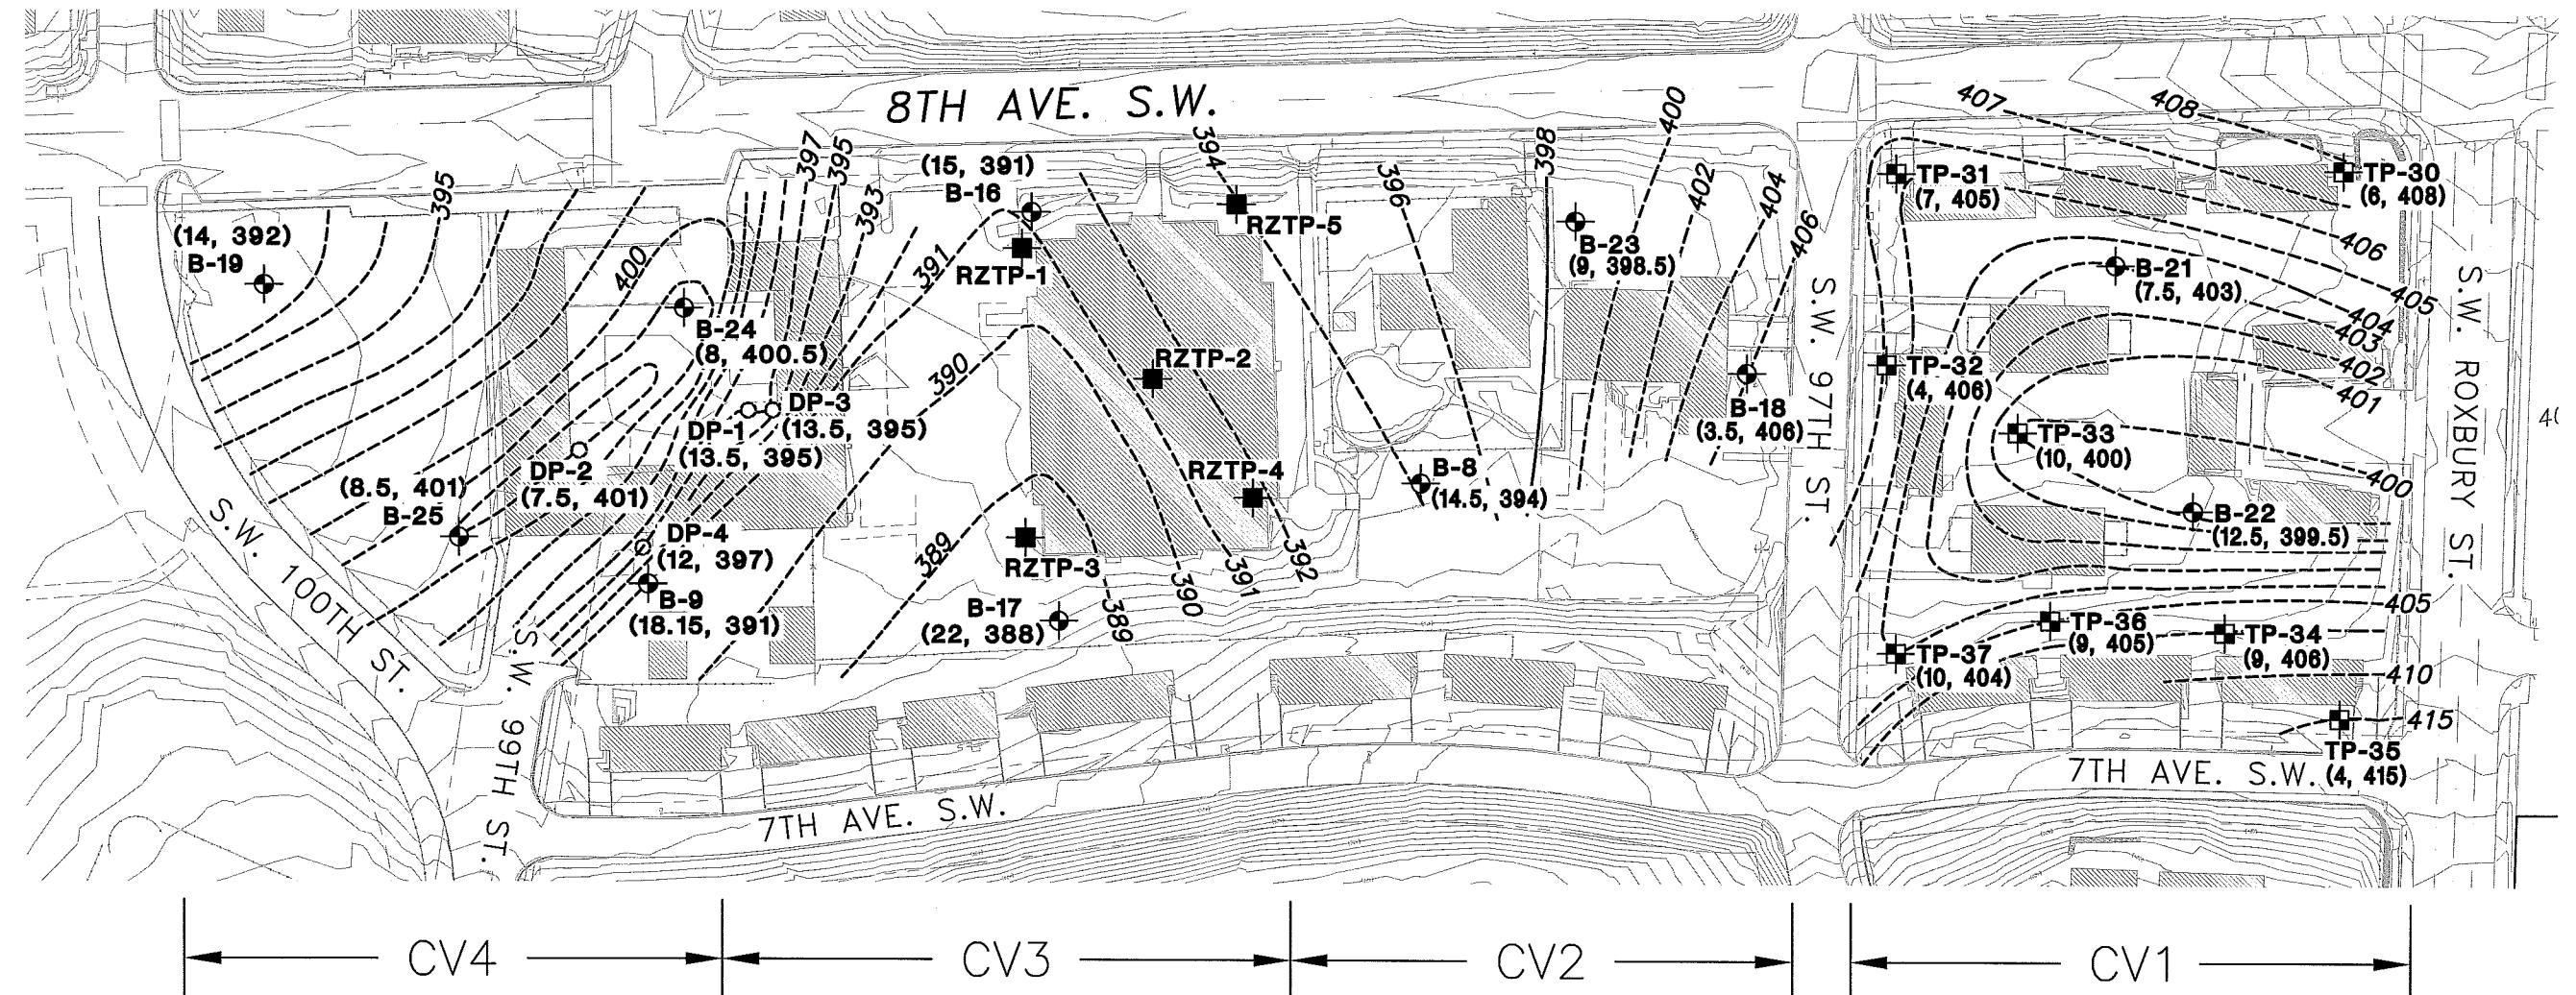 8TH AVE. S.W.
407
408
400
397
395
394
398
(15, 391)
B-16
TP-31
(7, 405)
TP-30
(6, 408)
395
393
396
402
404
406
RZTP-5
(14, 392)
B-19
B-23
(9, 398.5)
406
400
391
RZTP-1
B-21
(7.5, 403)
405
404
403
402
401
B-24
(8, 400.5)
RZTP-2
390
TP-32
(4, 406)
DP-3
(13.5, 395)
DP-1
(13.5, 395)
B-18
(3.5, 406)
S.W. 97TH ST.
TP-33
(10, 400)
S.W. ROXBURY ST.
DP-2
(7.5, 401)
(8.5, 401)
B-25
RZTP-4
B-8
(14.5, 394)
400
B-22
(12.5, 399.5)
DP-4
(12, 397)
389
RZTP-3
392
391
390
389
B-9
(18.15, 391)
B-17
(22, 388)
405
TP-36
(9, 405)
TP-34
(9, 406)
TP-37
(10, 404)
410
415
TP-35
(4, 415)
S.W. 100TH ST.
S.W. 99TH ST.
7TH AVE. S.W.
7TH AVE. S.W.
CV4
CV3
CV2
CV1